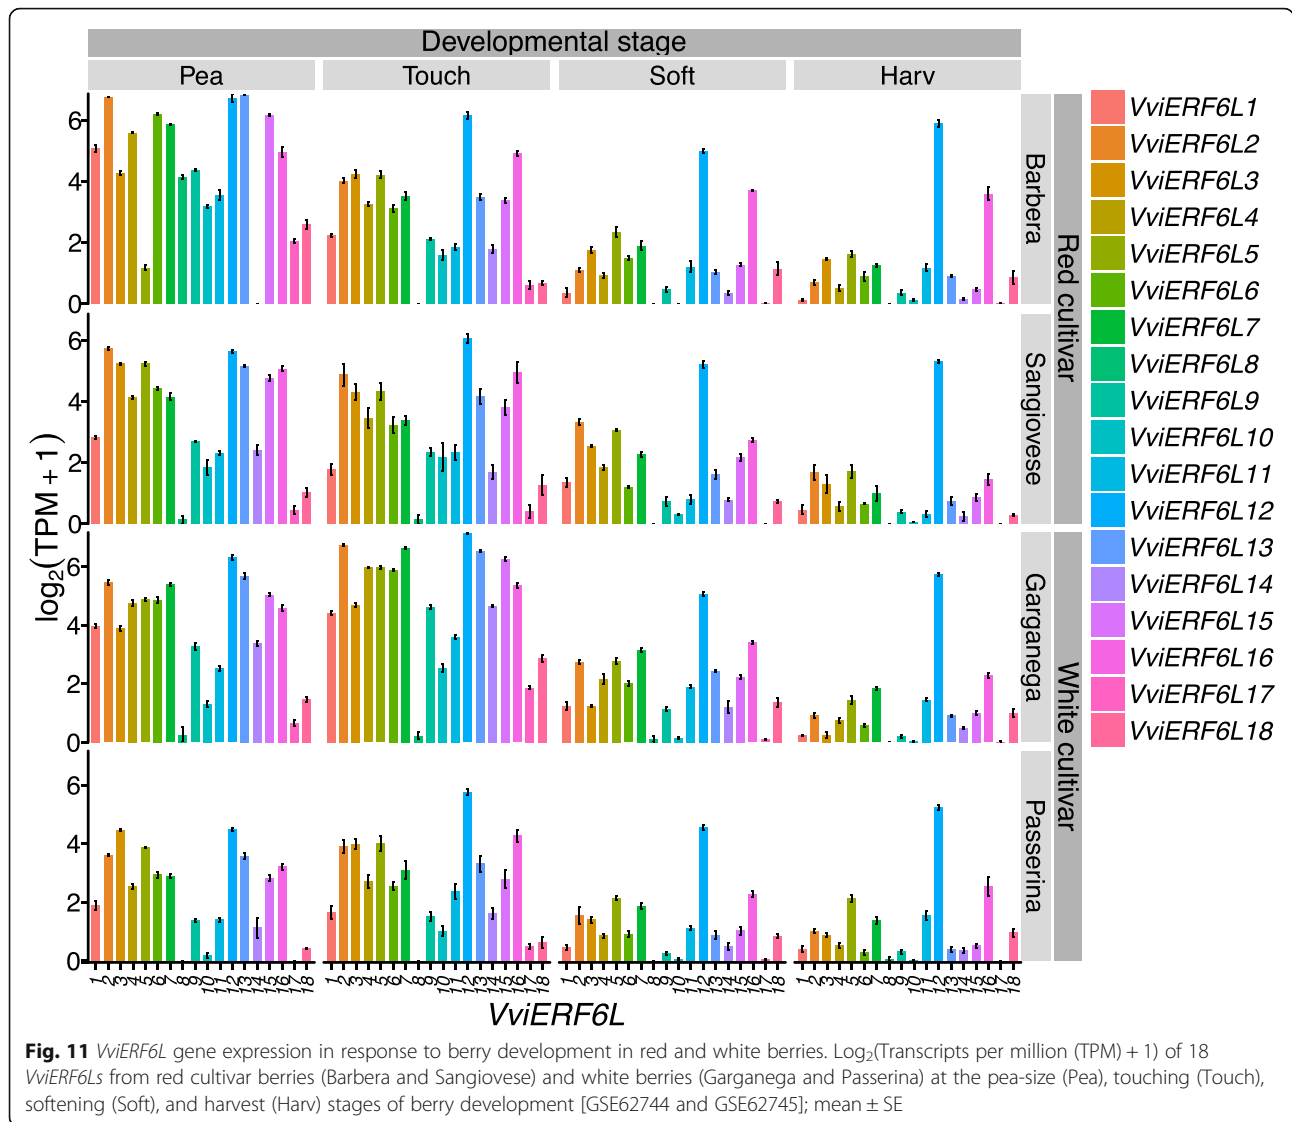 Developmental stage
Pea Touch Soft Harv
log2(TPM + 1)
6
4
2
0
Barbera
6
4
2
0
Sangiovese
Red cultivar
6
4
2
0
Garganega
6
4
2
0
Passerina
White cultivar
1 2 3 4 5 6 7 8 9 10 11 12 13 14 15 16 17 18 1 2 3 4 5 6 7 8 9 10 11 12 13 14 15 16 17 18 1 2 3 4 5 6 7 8 9 10 11 12 13 14 15 16 17 18 1 2 3 4 5 6 7 8 9 10 11 12 13 14 15 16 17 18
VviERF6L
VviERF6L1
VviERF6L2
VviERF6L3
VviERF6L4
VviERF6L5
VviERF6L6
VviERF6L7
VviERF6L8
VviERF6L9
VviERF6L10
VviERF6L11
VviERF6L12
VviERF6L13
VviERF6L14
VviERF6L15
VviERF6L16
VviERF6L17
VviERF6L18
Fig. 11 VviERF6L gene expression in response to berry development in red and white berries. Log2(Transcripts per million (TPM) + 1) of 18
VviERF6Ls from red cultivar berries (Barbera and Sangiovese) and white berries (Garganega and Passerina) at the pea-size (Pea), touching (Touch),
softening (Soft), and harvest (Harv) stages of berry development [GSE62744 and GSE62745]; mean ± SE